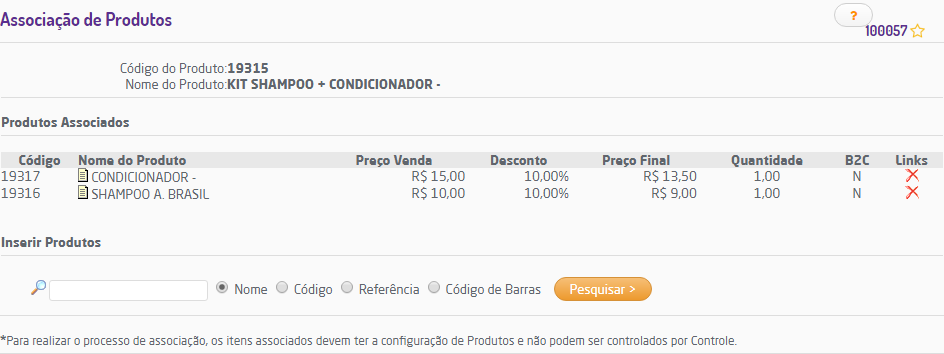 Associação de Produtos
?
100057
Código do Produto:19315
Nome do Produto:KIT SHAMPOO + CONDICIONADOR -
Produtos Associados
Código Nome do Produto Preço Venda Desconto Preço Final Quantidade B2C Links
19317 CONDICIONADOR - R$ 15,00 10,00% R$ 13,50 1,00 N
19316 SHAMPOO A. BRASIL R$ 10,00 10,00% R$ 9,00 1,00 N
Inserir Produtos
Nome Código Referência Código de Barras Pesquisar >
*Para realizar o processo de associação, os itens associados devem ter a configuração de Produtos e não podem ser controlados por Controle.